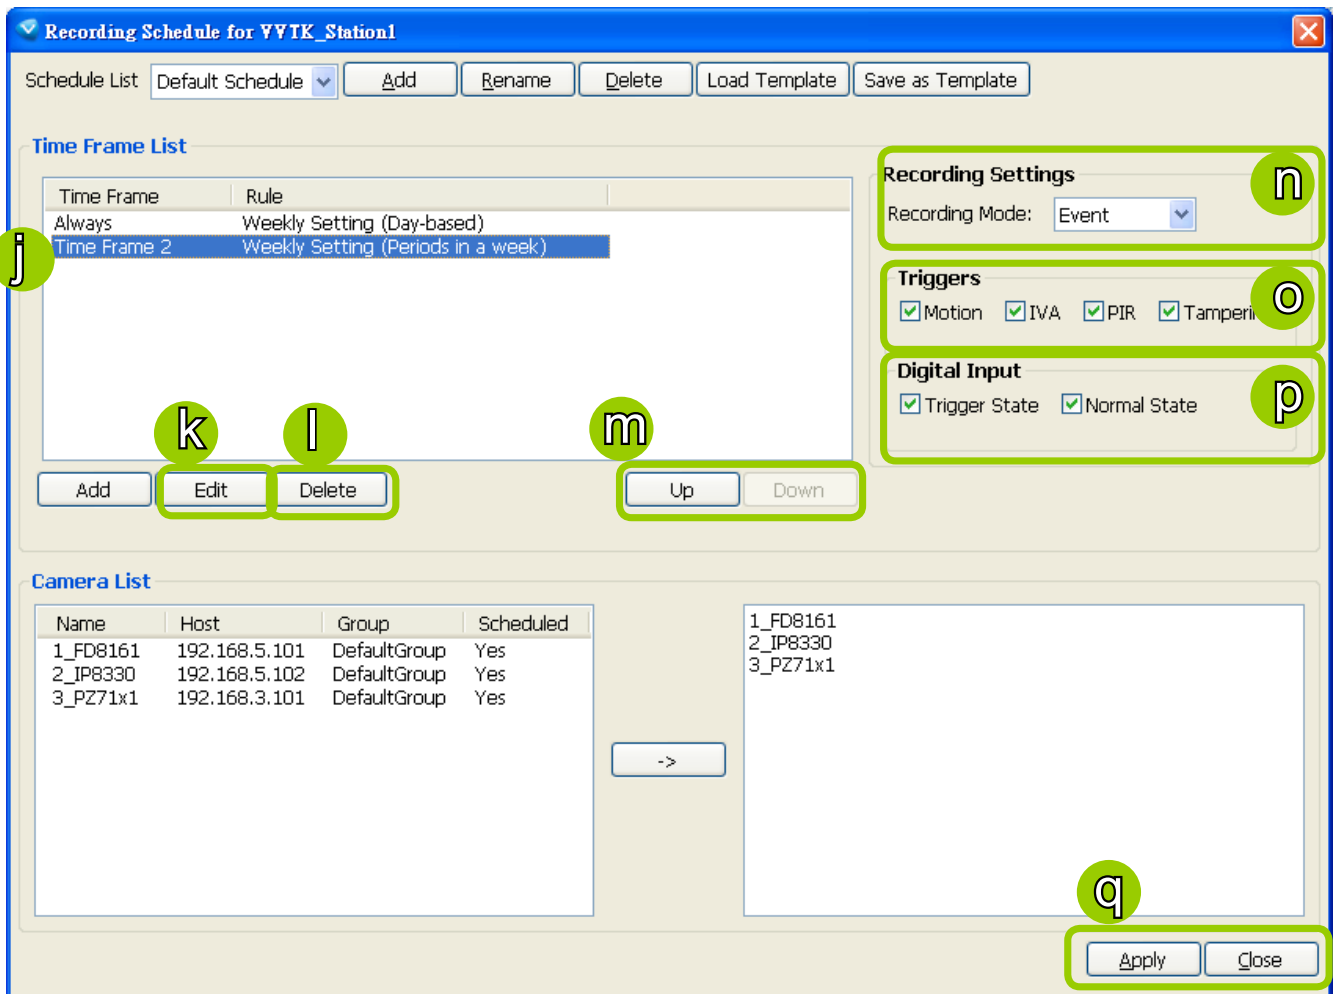 Recording Schedule for VVTK_Station1
Schedule List Default Schedule Add Rename Delete Load Template Save as Template
Time Frame List
Time Frame Rule
Always Weekly Setting (Day-based)
Time Frame 2 Weekly Setting (Periods in a week)
j
k
l
m
Add Edit Delete Up Down
Recording Settings
n
Recording Mode: Event
Triggers
o
Motion IVA PIR Tamperi
Digital Input
p
Trigger State Normal State
Camera List
Name Host Group Scheduled
1_FD8161 192.168.5.101 DefaultGroup Yes
2_IP8330 192.168.5.102 DefaultGroup Yes
3_PZ71x1 192.168.3.101 DefaultGroup Yes
->
1_FD8161
2_IP8330
3_PZ71x1
q
Apply Close